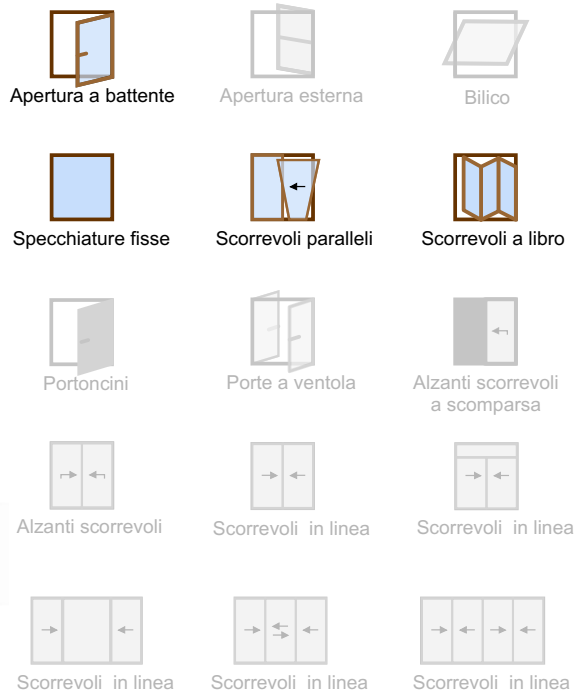 Apertura a battente
Apertura esterna
Bilico
Specchiature fisse
Scorrevoli paralleli
Scorrevoli a libro
Portoncini
Porte a ventola
Alzanti scorrevoli
a scomparsa
Alzanti scorrevoli
Scorrevoli in linea
Scorrevoli in linea
Scorrevoli in linea
Scorrevoli in linea
Scorrevoli in linea